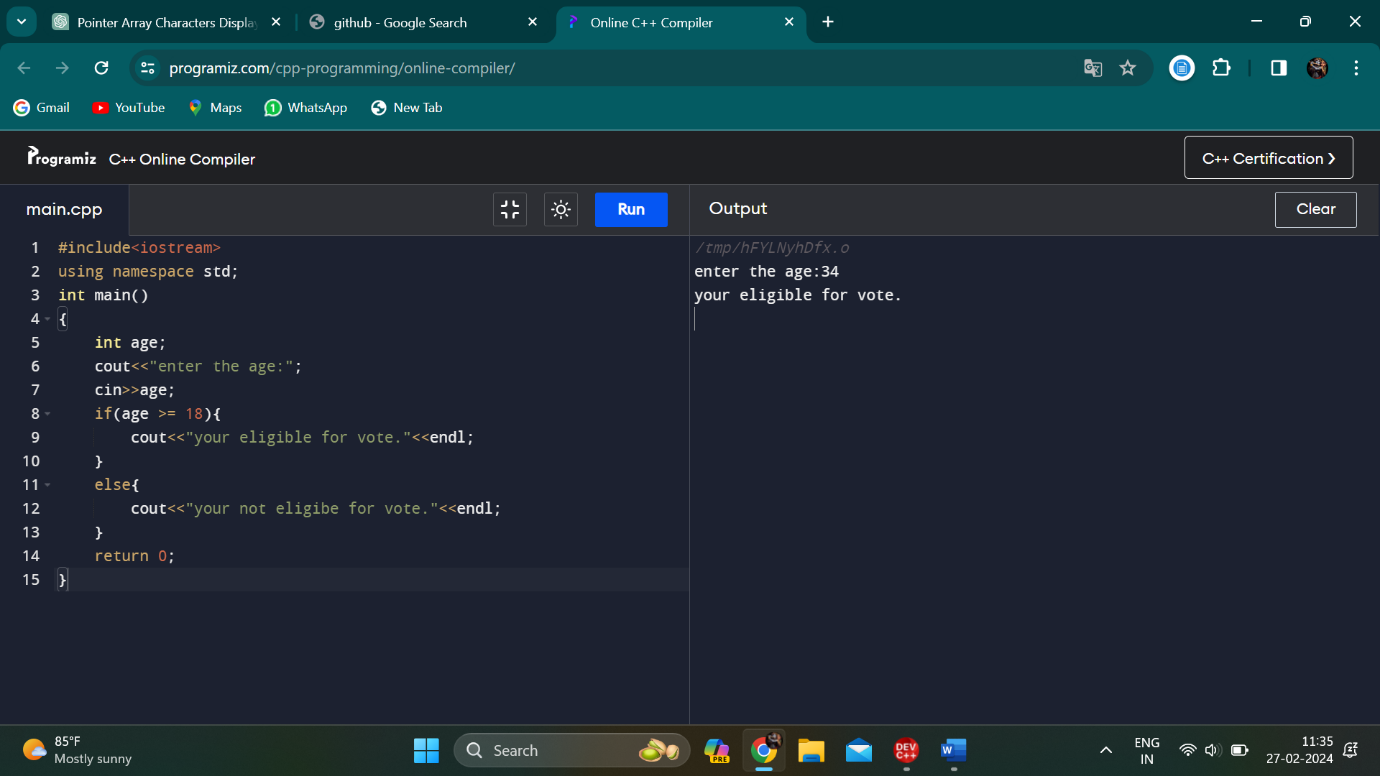 Pointer Array Characters Displa
github - Google Search
Online C++ Compiler
programiz.com/cpp-programming/online-compiler/
Gmail
YouTube
Maps
WhatsApp
New Tab
Programiz C++ Online Compiler
C++ Certification >
main.cpp
Run
Output
Clear
1 #include<iostream>
2 using namespace std;
3 int main()
4 {
5 int age;
6 cout<<"enter the age:";
7 cin>>age;
8 if(age >= 18){
9 cout<<"your eligible for vote."<<endl;
10 }
11 else{
12 cout<<"your not eligibe for vote."<<endl;
13 }
14 return 0;
15 }
/tmp/hFYLNyhDfx.o
enter the age:34
your eligible for vote.
85°F
Mostly sunny
Search
PRE
DEV
C++
W
ENG
IN
11:35
27-02-2024